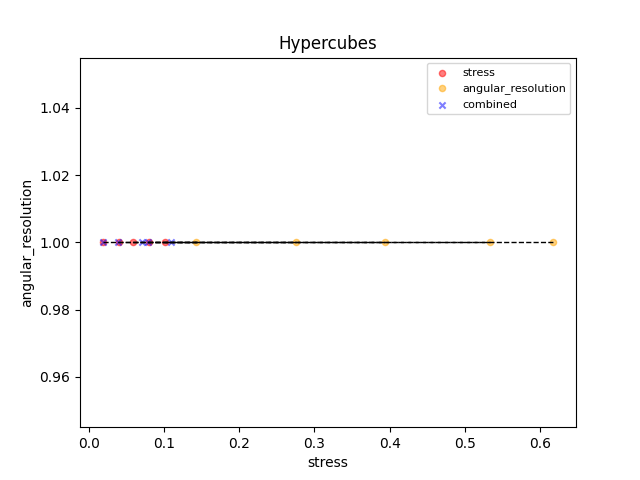 Hypercubes
stress
angular_resolution
combined
angular_resolution
1.04
1.02
1.00
0.98
0.96
0.0 0.1 0.2 0.3 0.4 0.5 0.6
stress